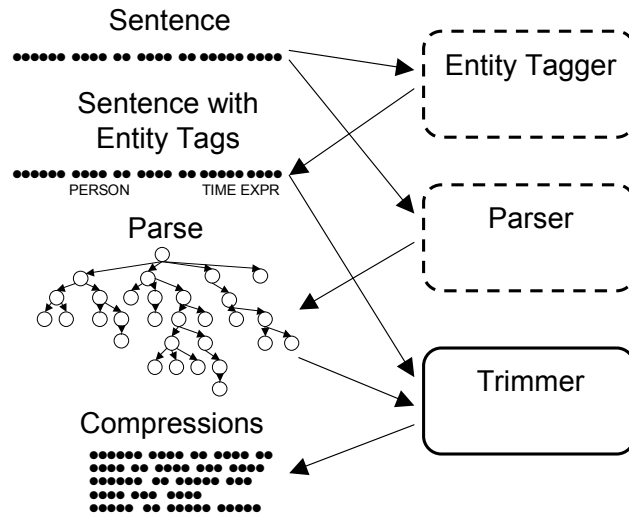 Sentence
Entity Tagger
Sentence with
Entity Tags
PERSON
TIME EXPR
Parser
Parse
Trimmer
Compressions